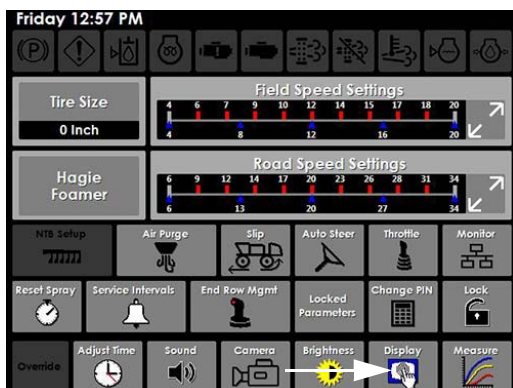 Friday 12:57 PM
Tire Size
0 Inch
Field Speed Settings
4 6 7 9 10 12 14 15 17 18 20
4 8 12 16 20
Hagie
Foamer
Road Speed Settings
6 9 12 14 17 20 23 26 28 31 34
6 13 20 27 34
NTB Setup Air Purge Slip Auto Steer Throttle Monitor
Reset Spray Service Intervals End Row Mgmt Locked Parameters Change PIN Lock
Override Adjust Time Sound Camera Brightness Display Measure